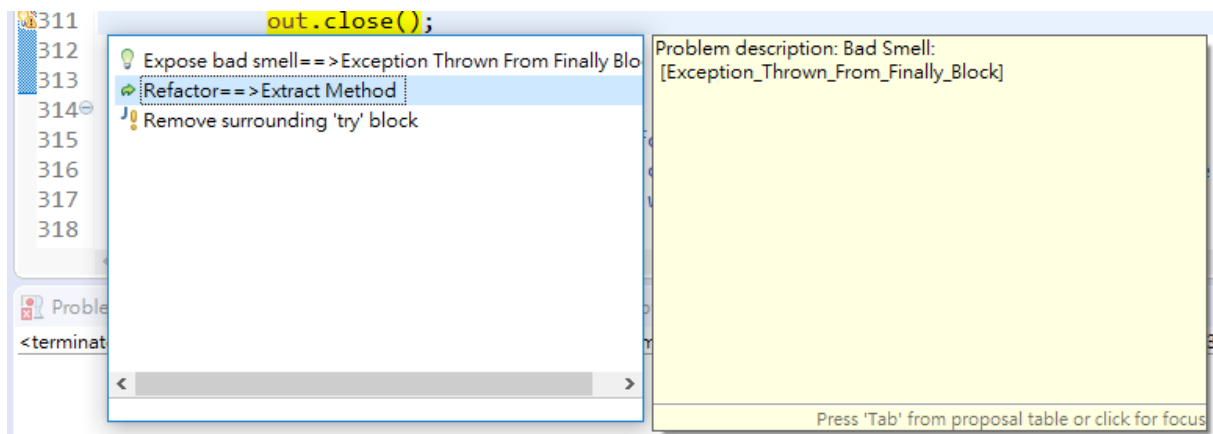 311 out.close();
312
313
314
315
316
317
318
Expose bad smell==>Exception Thrown From Finally Blo
Refactor==>Extract Method
Remove surrounding 'try' block
Problem description: Bad Smell:
[Exception_Thrown_From_Finally_Block]
Press 'Tab' from proposal table or click for focus
Proble
<terminat